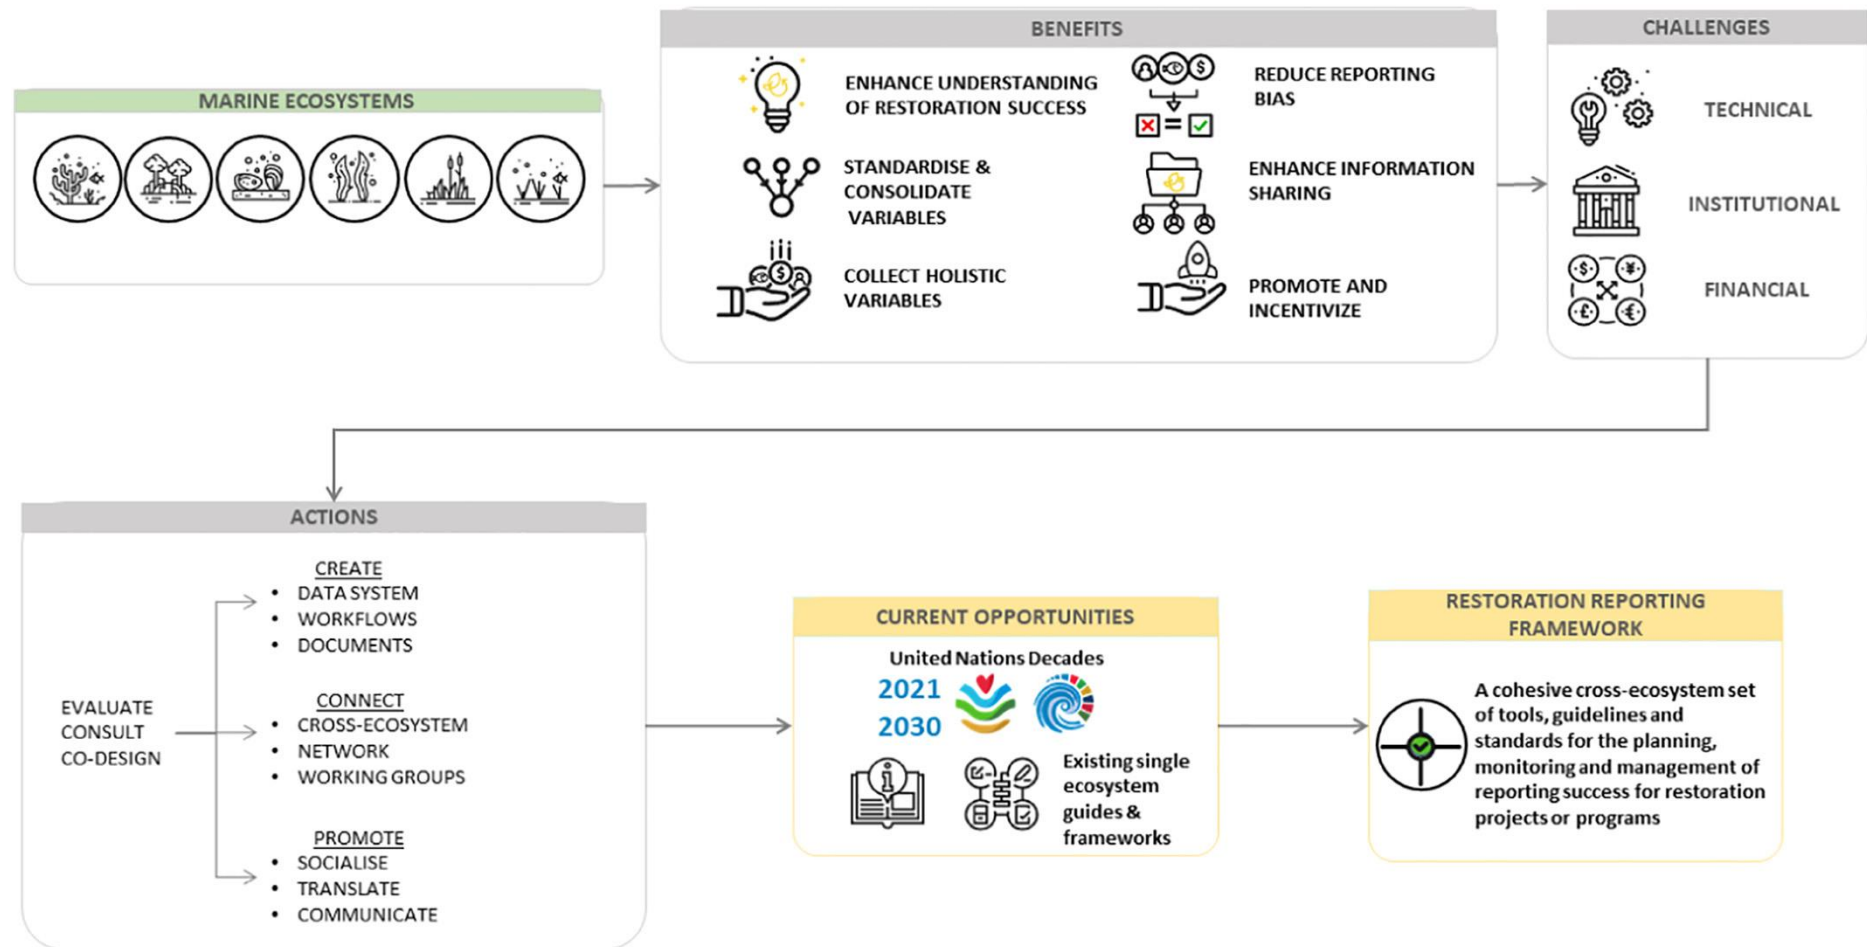 MARINE ECOSYSTEMS
BENEFITS
ENHANCE UNDERSTANDING
OF RESTORATION SUCCESS
STANDARDISE &
CONSOLIDATE
VARIABLES
COLLECT HOLISTIC
VARIABLES
REDUCE REPORTING
BIAS
ENHANCE INFORMATION
SHARING
PROMOTE AND
INCENTIVIZE
CHALLENGES
TECHNICAL
INSTITUTIONAL
FINANCIAL
ACTIONS
EVALUATE
CONSULT
CO-DESIGN
CREATE
• DATA SYSTEM
• WORKFLOWS
• DOCUMENTS
CONNECT
• CROSS-ECOSYSTEM
• NETWORK
• WORKING GROUPS
PROMOTE
• SOCIALISE
• TRANSLATE
• COMMUNICATE
CURRENT OPPORTUNITIES
United Nations Decades
2021
2030
Existing single
ecosystem
guides &
frameworks
RESTORATION REPORTING
FRAMEWORK
A cohesive cross-ecosystem set
of tools, guidelines and
standards for the planning,
monitoring and management of
reporting success for restoration
projects or programs